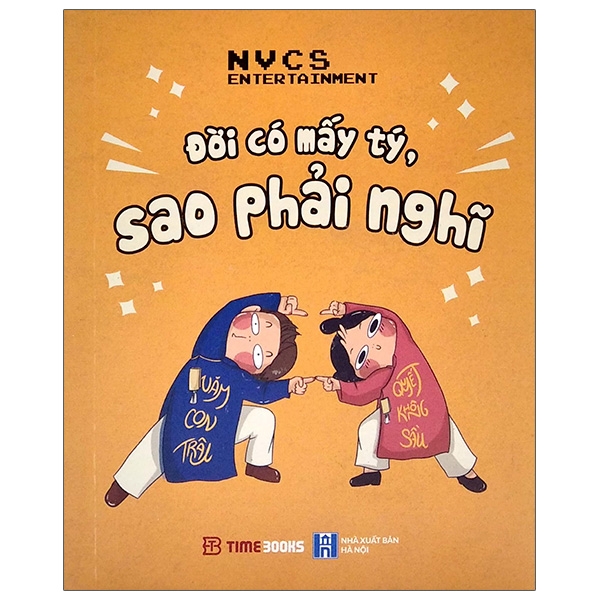 NVCS
ENTERTAINMENT
Đời có mấy tý,
sao phải nghĩ
NĂM
CON
TRÂU
QUYẾT
KHÔNG
SẦU
TIMEBOOKS
NHÀ XUẤT BẢN
HÀ NỘI